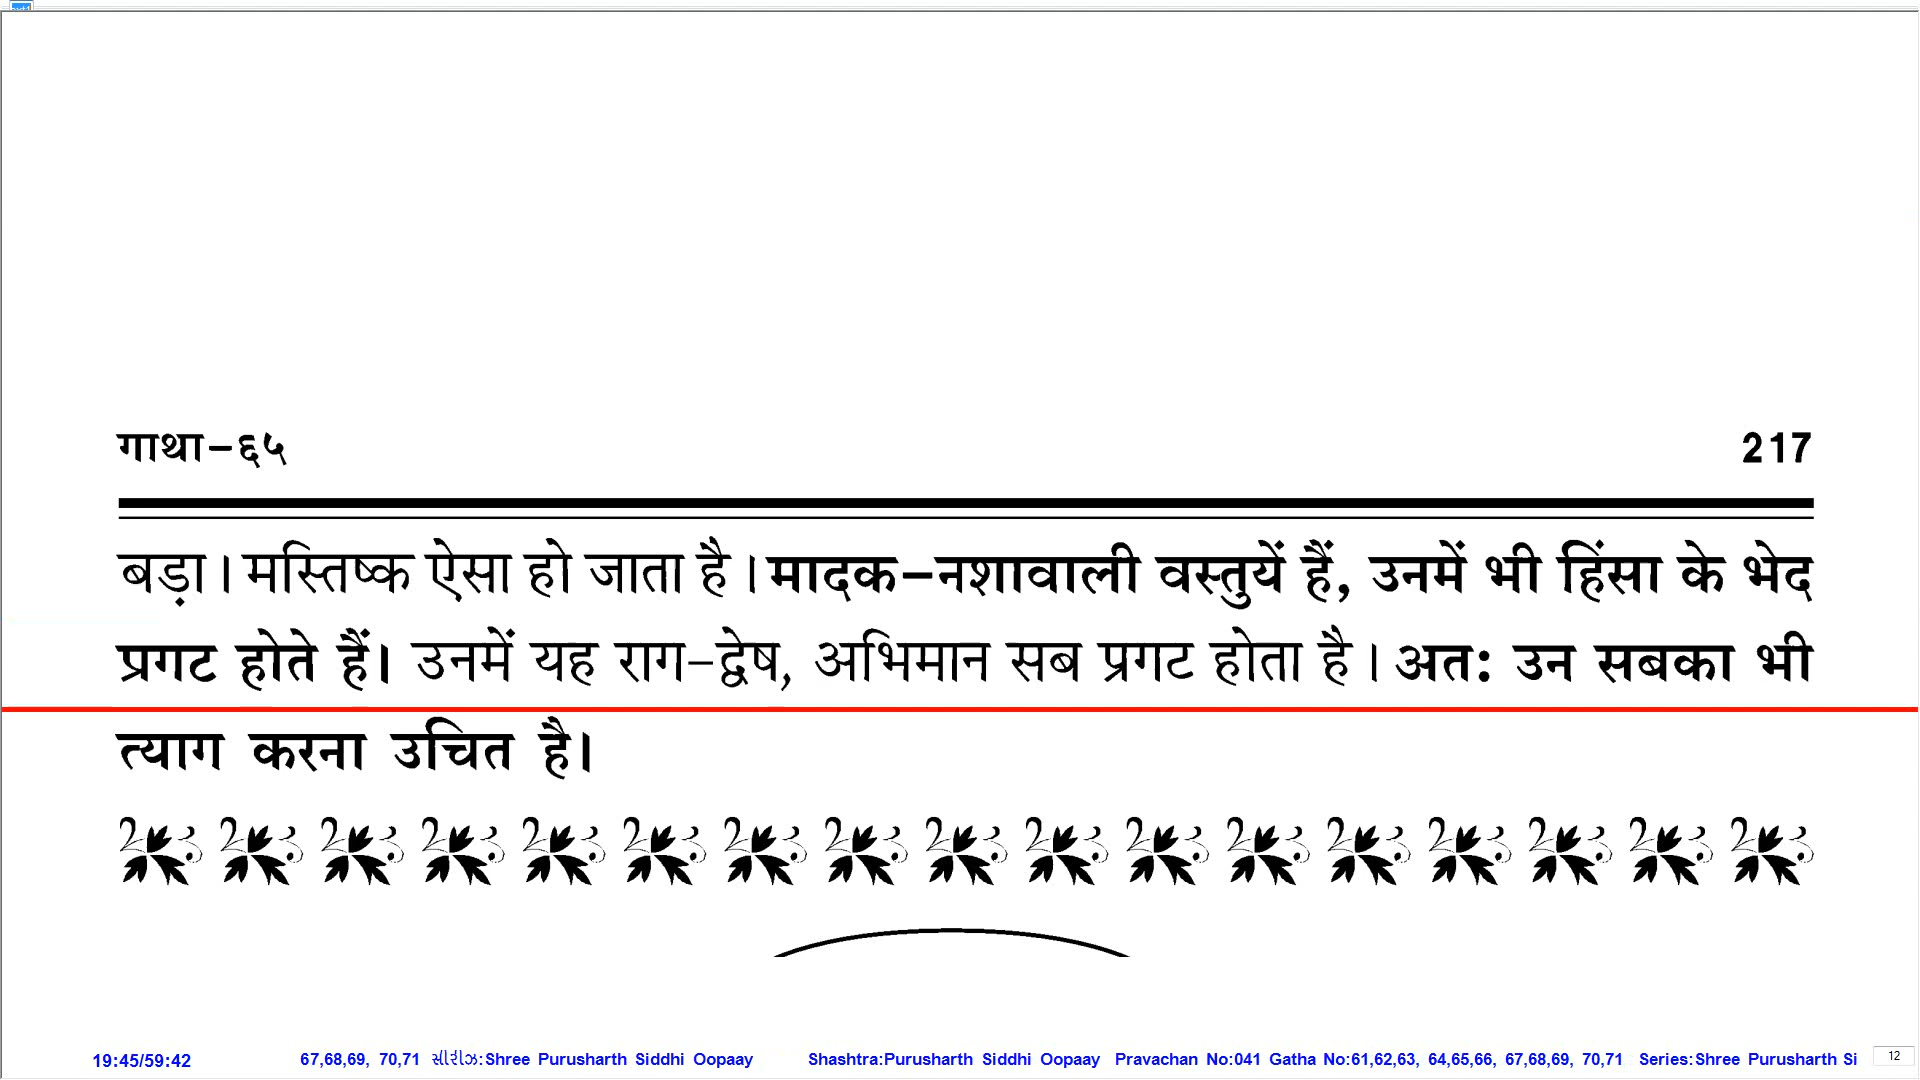 गाथा-६५ 217
बड़ा। मस्तिष्क ऐसा हो जाता है। मादक-नशावाली वस्तुयें हैं, उनमें भी हिंसा के भेद
प्रगट होते हैं। उनमें यह राग-द्वेष, अभिमान सब प्रगट होता है। अतः उन सबका भी
त्याग करना उचित है।
19:45/59:42 67,68,69, 70,71 સીરીઝ:Shree Purusharth Siddhi Oopaay Shashtra:Purusharth Siddhi Oopaay Pravachan No:041 Gatha No:61,62,63, 64,65,66, 67,68,69, 70,71 Series:Shree Purusharth Si 12